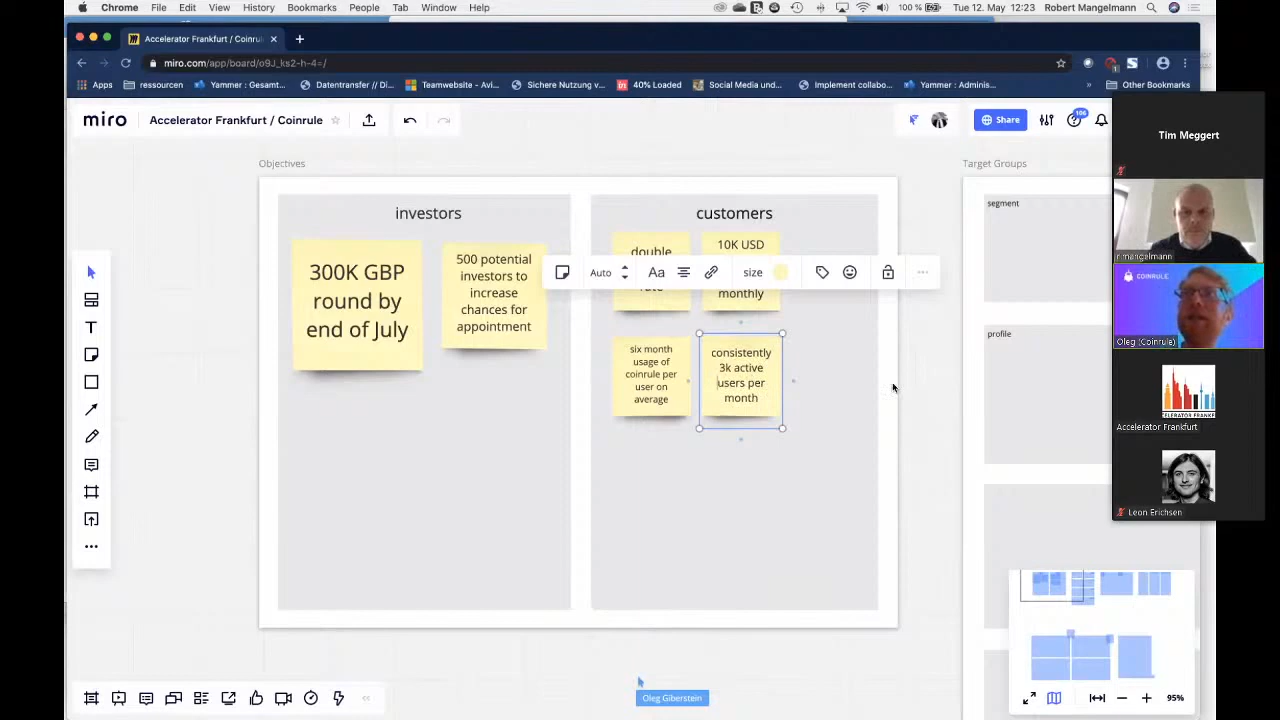 Chrome File Edit View History Bookmarks People Tab Window Help 100 % Tue 12. May 12:23 Robert Mangelmann
Accelerator Frankfurt / Coinrul
miro.com/app/board/o9J_ks2-h-4=/
Apps ressourcen Yammer : Gesamt... Datentransfer // Di... Teamwebsite - Avi... Sichere Nutzung v... 40% Loaded Social Media und... Implement collabo... Yammer : Adminis... » Other Bookmarks
miro Accelerator Frankfurt / Coinrule Share 106
Objectives
Target Groups
investors
customers
segment
profile
300K GBP
round by
end of July
500 potential
investors to
increase
chances for
appointment
double
10K USD
monthly
Auto Aa size
six month
usage of
coinrule per
user on
average
consistently
3k active
users per
month
Tim Meggert
r mangelmann
COINRULE
Oleg (Coinrule)
Accelerator Frankfurt
Leon Erichsen
Oleg Giberstein
95%